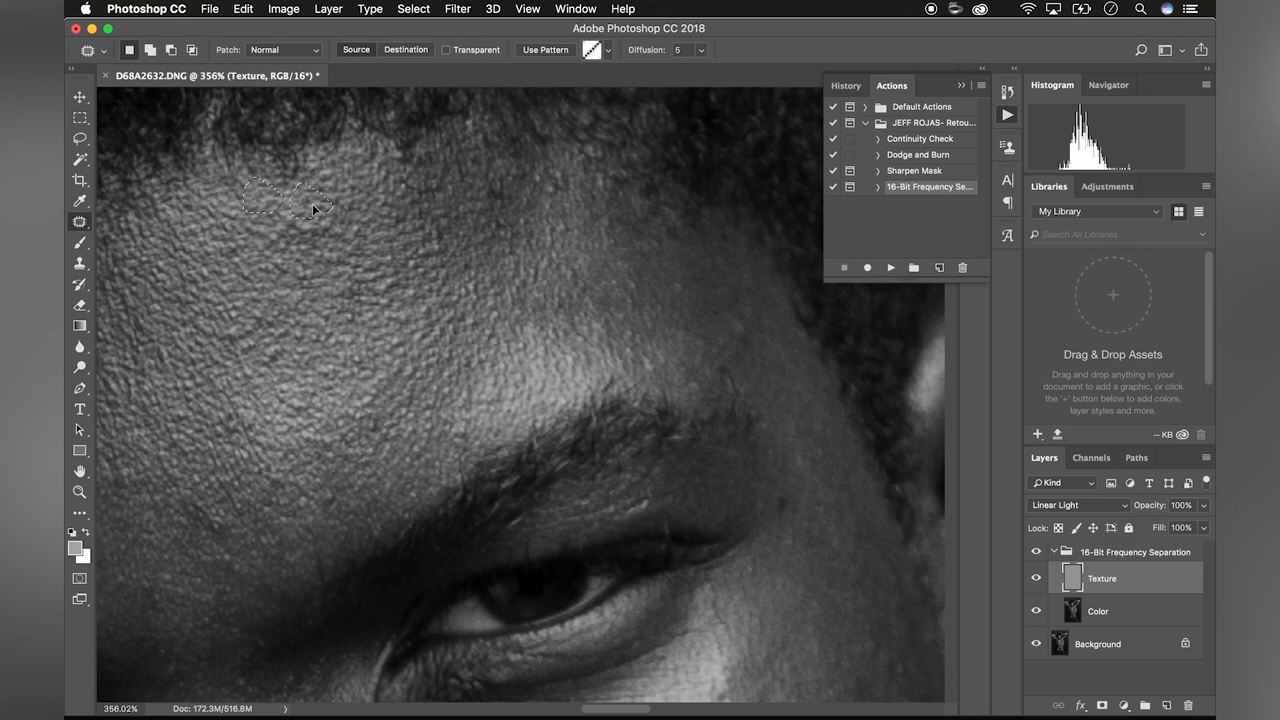 Photoshop CC File Edit Image Layer Type Select Filter 3D View Window Help
Adobe Photoshop CC 2018
Patch: Normal Source Destination Transparent Use Pattern Diffusion: 5
D68A2632.DNG @ 356% (Texture, RGB/16*) *
History Actions
Default Actions
JEFF ROJAS- Retou...
Continuity Check
Dodge and Burn
Sharpen Mask
16-Bit Frequency Se...
Histogram Navigator
Libraries Adjustments
My Library
Search All Libraries
Drag & Drop Assets
Drag and drop anything in your
document to add a graphic, or click
the '+' button below to add colors,
layer styles and more.
-- KB
Layers Channels Paths
Kind
Linear Light Opacity: 100%
Lock: Fill: 100%
16-Bit Frequency Separation
Texture
Color
Background
356.02% Doc: 172.3M/516.8M